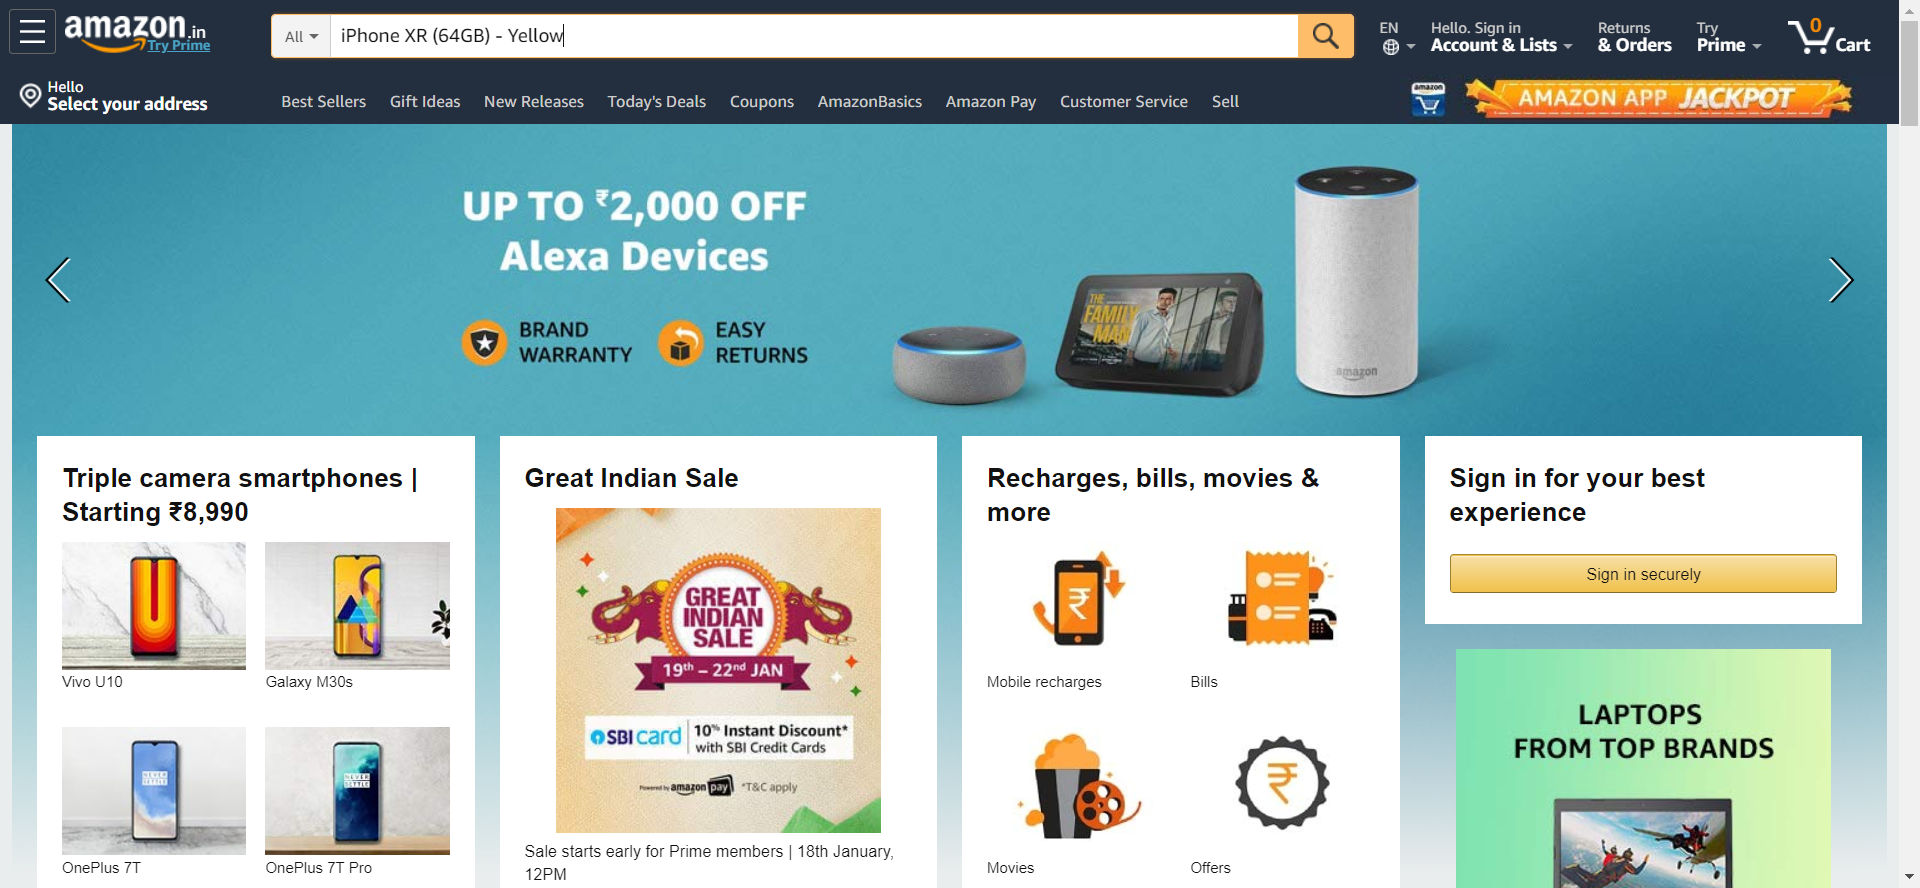 amazon.in
Try Prime
All
iPhone XR (64GB) - Yellow
EN
Hello. Sign in
Account & Lists
Returns
& Orders
Try
Prime
0
Cart
Hello
Select your address
Best Sellers
Gift Ideas
New Releases
Today's Deals
Coupons
AmazonBasics
Amazon Pay
Customer Service
Sell
amazon
AMAZON APP JACKPOT
UP TO ₹2,000 OFF
Alexa Devices
BRAND
WARRANTY
EASY
RETURNS
THE
FAMILY
MAN
amazon
Triple camera smartphones |
Starting ₹8,990
Vivo U10
Galaxy M30s
NEVER
SETTLE
NEVER
SETTLE
OnePlus 7T
OnePlus 7T Pro
Great Indian Sale
GREAT
INDIAN
SALE
19th – 22nd JAN
SBI card
10% Instant Discount*
with SBI Credit Cards
Powered by amazon pay
*T&C apply
Sale starts early for Prime members | 18th January,
12PM
Recharges, bills, movies &
more
₹
Mobile recharges
Bills
₹
Movies
Offers
Sign in for your best
experience
Sign in securely
LAPTOPS
FROM TOP BRANDS